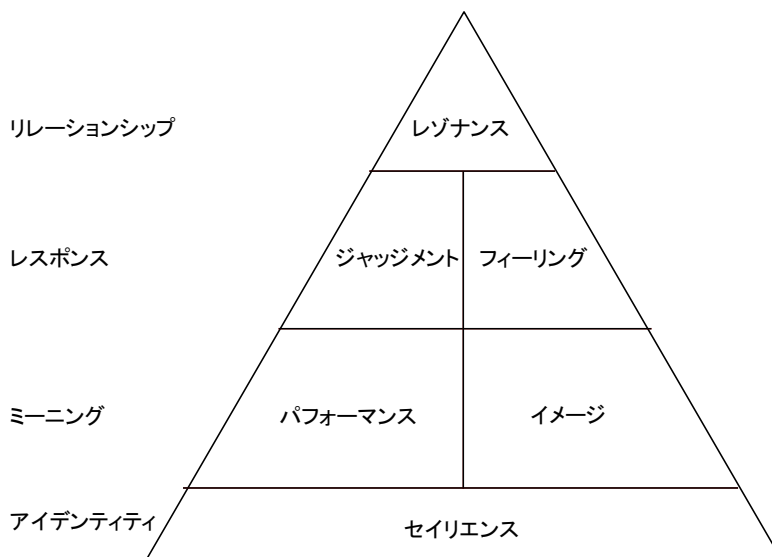 リレーションシップ
レゾナンス
レスポンス
ジャッジメント
フィーリング
ミーニング
パフォーマンス
イメージ
アイデンティティ
セイリエンス